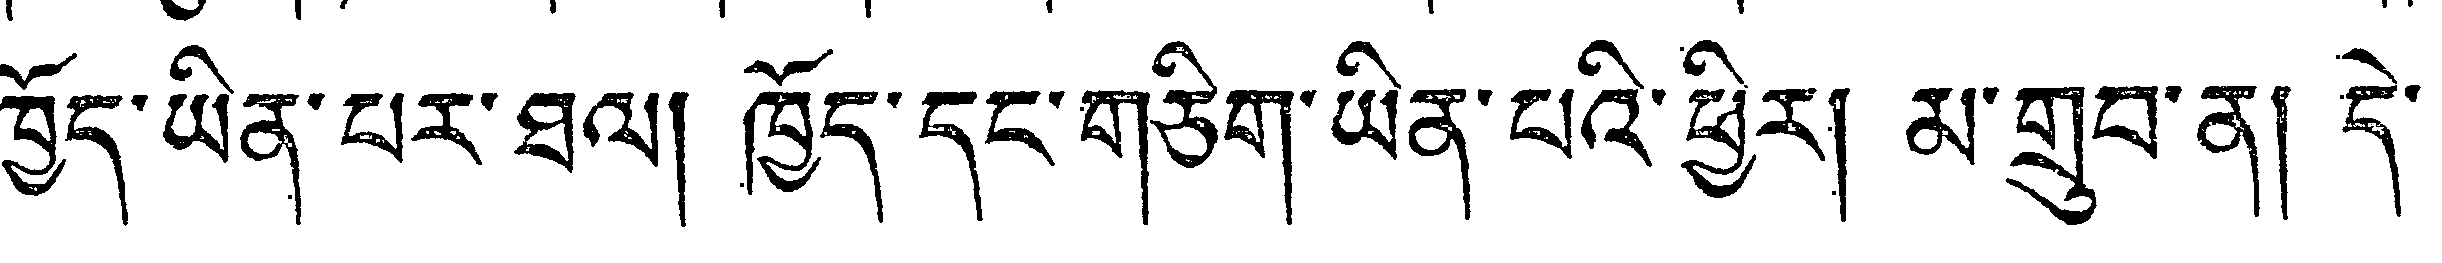 ཁྱོད་ཡིན་པར་ཐལ། ཁྱོད་དང་གཅིག་ཡིན་པའི་ཕྱིར། མ་གྲུབ་ན། དེ་